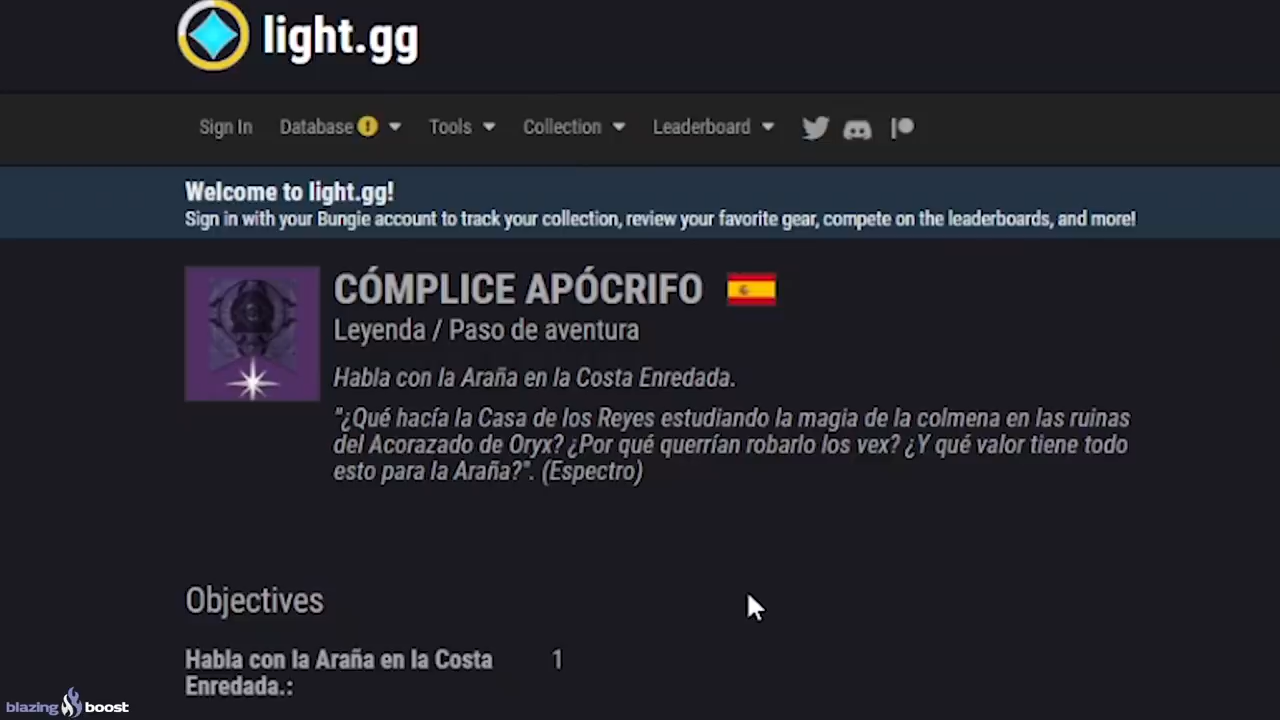 light.gg
Sign In Database ! Tools Collection Leaderboard
Welcome to light.gg!
Sign in with your Bungie account to track your collection, review your favorite gear, compete on the leaderboards, and more!
CÓMPLICE APÓCRIFO
Leyenda / Paso de aventura
Habla con la Araña en la Costa Enredada.
"¿Qué hacía la Casa de los Reyes estudiando la magia de la colmena en las ruinas
del Acorazado de Oryx? ¿Por qué querrían robarlo los vex? ¿Y qué valor tiene todo
esto para la Araña?". (Espectro)
Objectives
Habla con la Araña en la Costa 1
Enredada.:
blazing boost